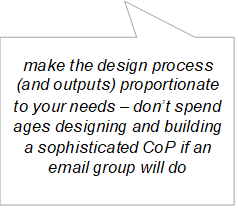 make the design process
(and outputs) proportionate
to your needs – don’t spend
ages designing and building
a sophisticated CoP if an
email group will do